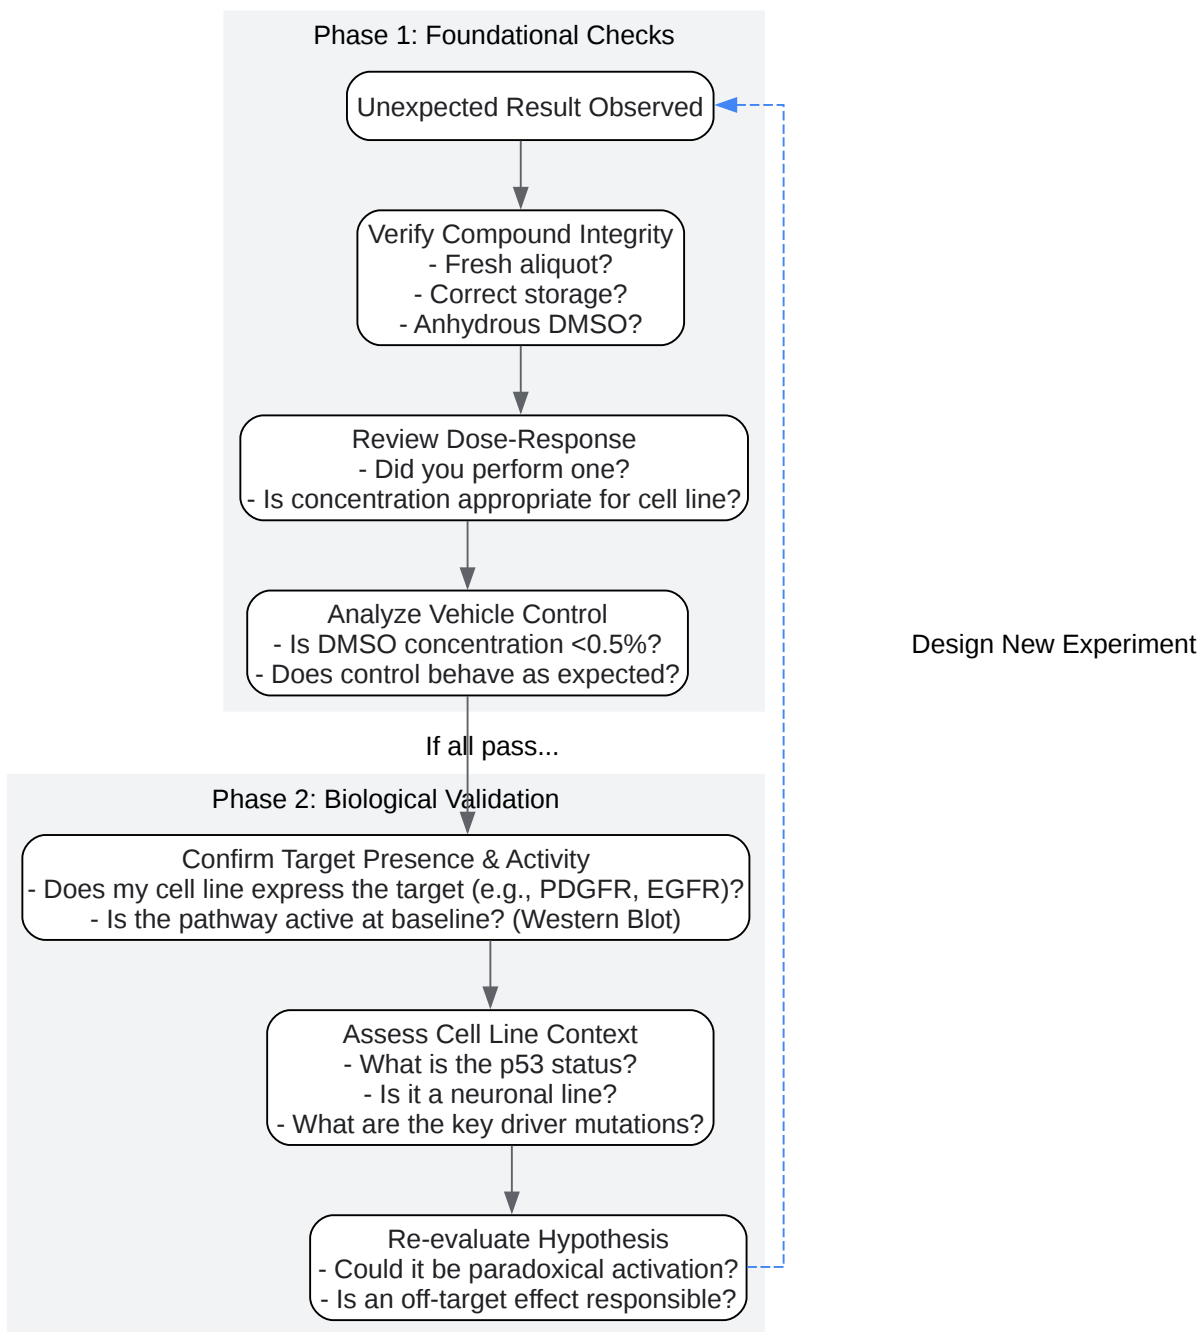 Phase 1: Foundational Checks
Unexpected Result Observed
Verify Compound Integrity
- Fresh aliquot?
- Correct storage?
- Anhydrous DMSO?
Review Dose-Response
- Did you perform one?
- Is concentration appropriate for cell line?
Analyze Vehicle Control
- Is DMSO concentration <0.5%?
- Does control behave as expected?
Design New Experiment
If all pass...
Phase 2: Biological Validation
Confirm Target Presence & Activity
- Does my cell line express the target (e.g., PDGFR, EGFR)?
- Is the pathway active at baseline? (Western Blot)
Assess Cell Line Context
- What is the p53 status?
- Is it a neuronal line?
- What are the key driver mutations?
Re-evaluate Hypothesis
- Could it be paradoxical activation?
- Is an off-target effect responsible?